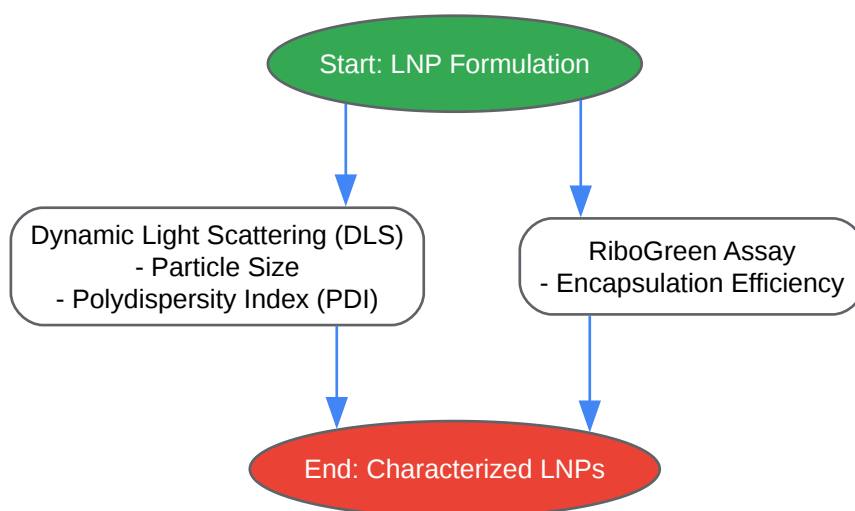 Start: LNP Formulation
Dynamic Light Scattering (DLS)
- Particle Size
- Polydispersity Index (PDI)
RiboGreen Assay
- Encapsulation Efficiency
End: Characterized LNPs